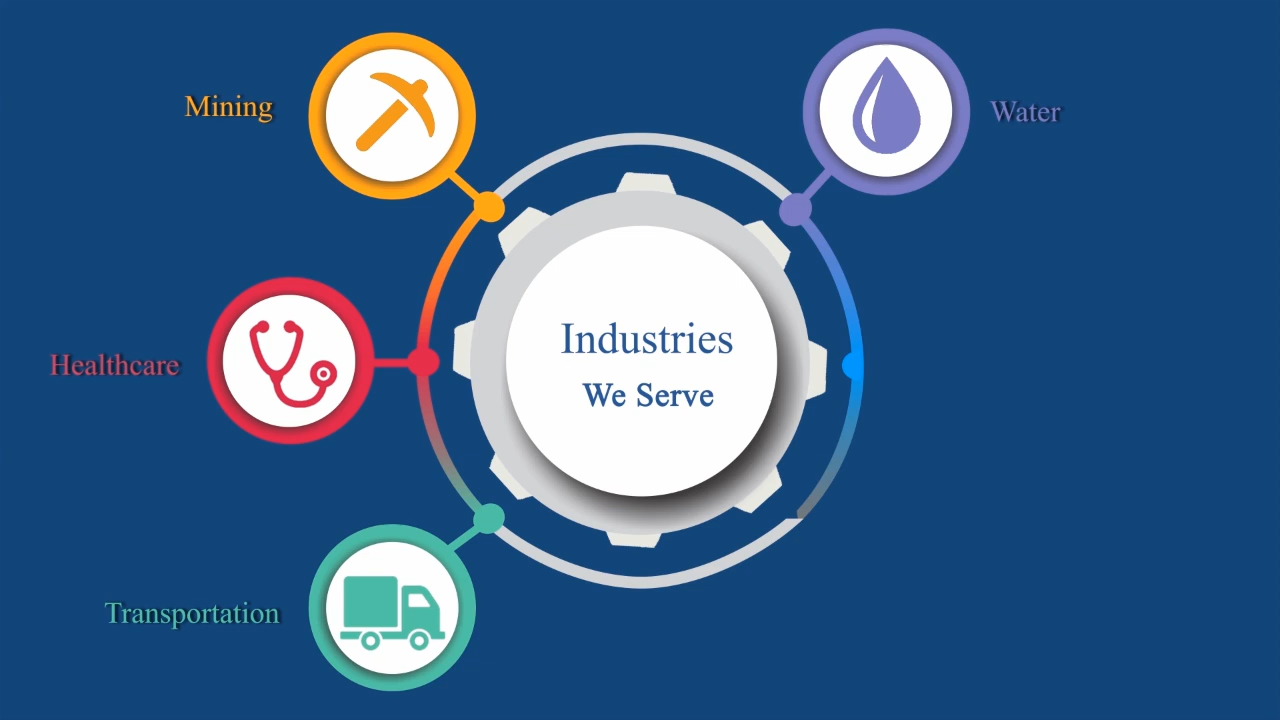 Mining
Water
Industries
We Serve
Healthcare
Transportation